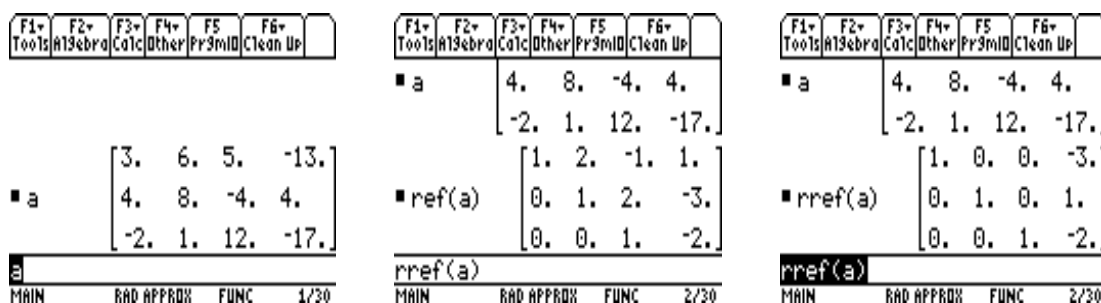 F1▾ F2▾ F3▾ F4▾ F5 F6▾
Tools Algebra Calc Other PrgmIO Clean Up
[3. 6. 5. -13.]
▪ a [4. 8. -4. 4.]
[-2. 1. 12. -17.]
a
MAIN RAD APPROX FUNC 1/30
F1▾ F2▾ F3▾ F4▾ F5 F6▾
Tools Algebra Calc Other PrgmIO Clean Up
▪ a [4. 8. -4. 4.
-2. 1. 12. -17.]
[1. 2. -1. 1.]
▪ ref(a) [0. 1. 2. -3.]
[0. 0. 1. -2.]
rref(a)
MAIN RAD APPROX FUNC 2/30
F1▾ F2▾ F3▾ F4▾ F5 F6▾
Tools Algebra Calc Other PrgmIO Clean Up
▪ a [4. 8. -4. 4.
-2. 1. 12. -17.]
[1. 0. 0. -3.]
▪ rref(a) [0. 1. 0. 1.]
[0. 0. 1. -2.]
rref(a)
MAIN RAD APPROX FUNC 2/30